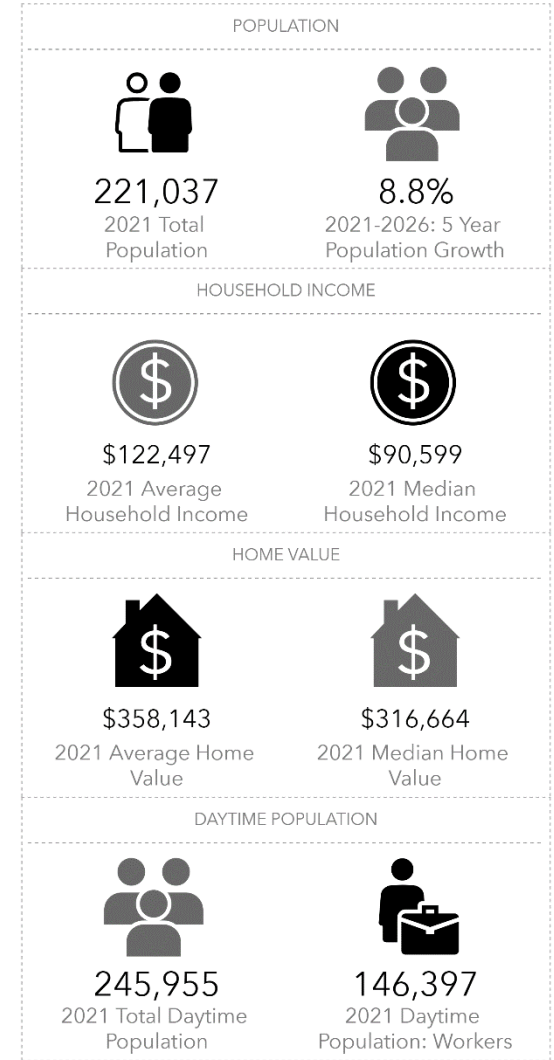 POPULATION
221,037
2021 Total
Population
8.8%
2021-2026: 5 Year
Population Growth
HOUSEHOLD INCOME
$
$122,497
2021 Average
Household Income
$
$90,599
2021 Median
Household Income
HOME VALUE
$
$358,143
2021 Average Home
Value
$
$316,664
2021 Median Home
Value
DAYTIME POPULATION
245,955
2021 Total Daytime
Population
146,397
2021 Daytime
Population: Workers